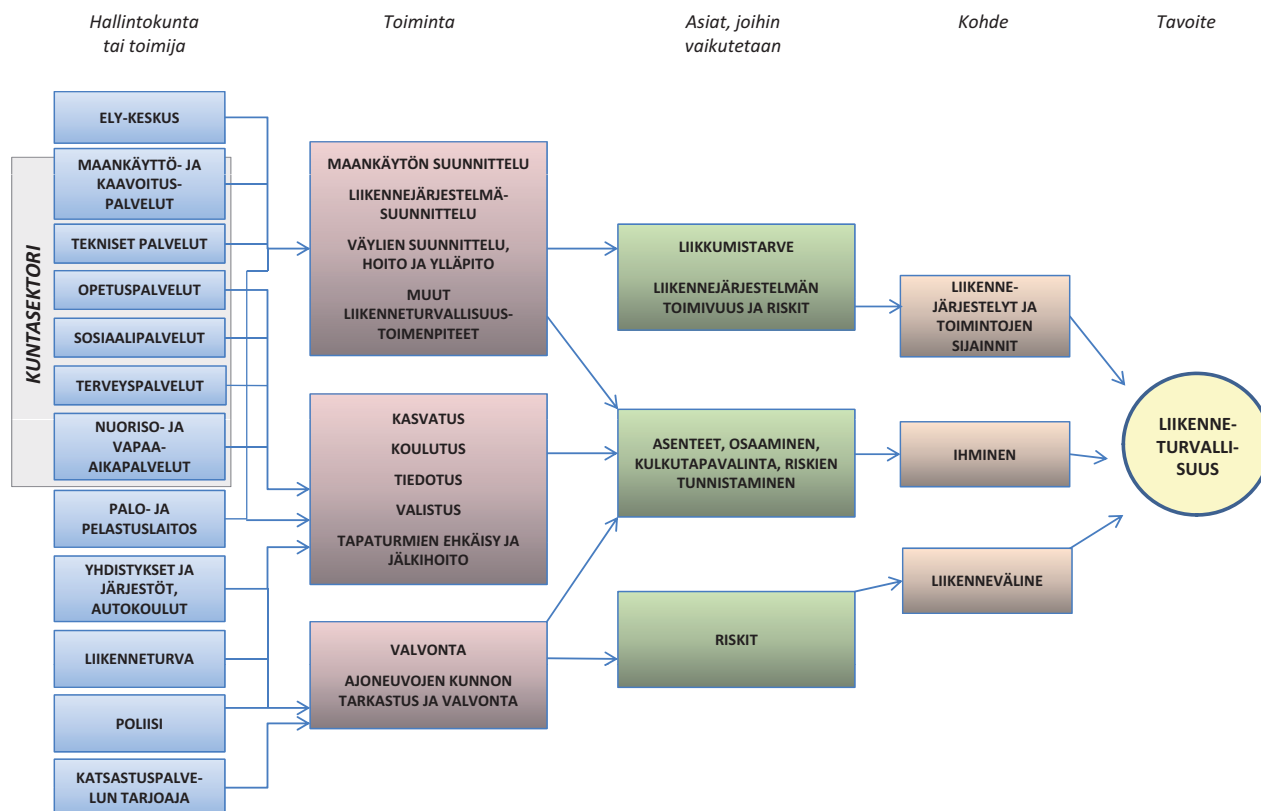 Hallintokunta
tai toimija
Toiminta
Asiat, joihin
vaikutetaan
Kohde
Tavoite
KUNTASEKTORI
ELY-KESKUS
MAANKÄYTTÖ- JA
KAAVOITUS-
PALVELUT
TEKNISET PALVELUT
OPETUSPALVELUT
SOSIAALIPALVELUT
TERVEYSPALVELUT
NUORISO- JA
VAPAA-
AIKAPALVELUT
PALO- JA
PELASTUSLAITOS
YHDISTYKSET JA
JÄRJESTÖT,
AUTOKOULUT
LIIKENNETURVA
POLIISI
KATSASTUSPALVE-
LUN TARJOAJA
MAANKÄYTÖN SUUNNITTELU
LIIKENNEJÄRJESTELMÄ-
SUUNNITTELU
VÄYLIEN SUUNNITTELU,
HOITO JA YLLÄPITO
MUUT
LIIKENNETURVALLISUUS-
TOIMENPITEET
KASVATUS
KOULUTUS
TIEDOTUS
VALISTUS
TAPATURMIEN EHKÄISY JA
JÄLKIHOITO
VALVONTA
AJONEUVOJEN KUNNON
TARKASTUS JA VALVONTA
LIIKKUMISTARVE
LIIKENNEJÄRJESTELMÄN
TOIMIVUUS JA RISKIT
ASENTEET, OSAAMINEN,
KULKUTAPAVALINTA, RISKIEN
TUNNISTAMINEN
RISKIT
LIIKENNE-
JÄRJESTELYT JA
TOIMINTOJEN
SIJAINNIT
IHMINEN
LIIKENNEVÄLINE
LIIKENNE-
TURVALLI-
SUUS